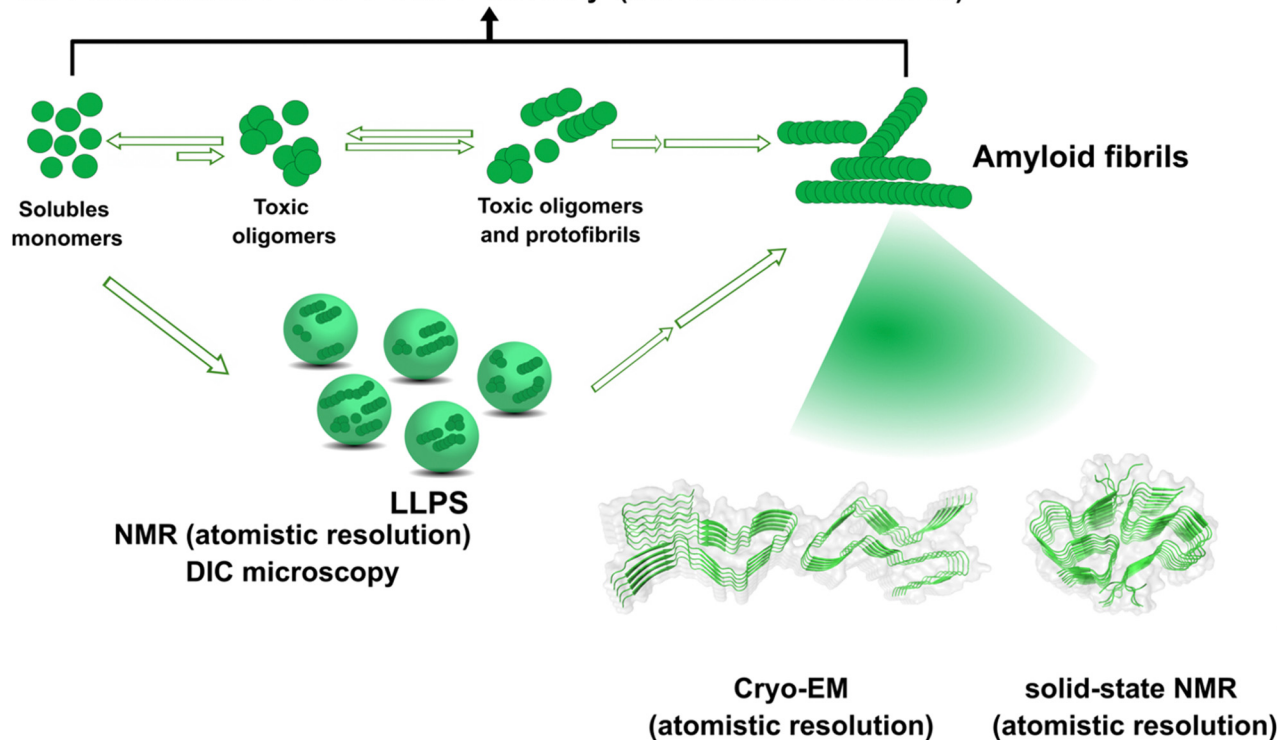 Solubles
monomers
Toxic
oligomers
Toxic oligomers
and protofibrils
Amyloid fibrils
LLPS
NMR (atomistic resolution)
DIC microscopy
Cryo-EM
(atomistic resolution)
solid-state NMR
(atomistic resolution)